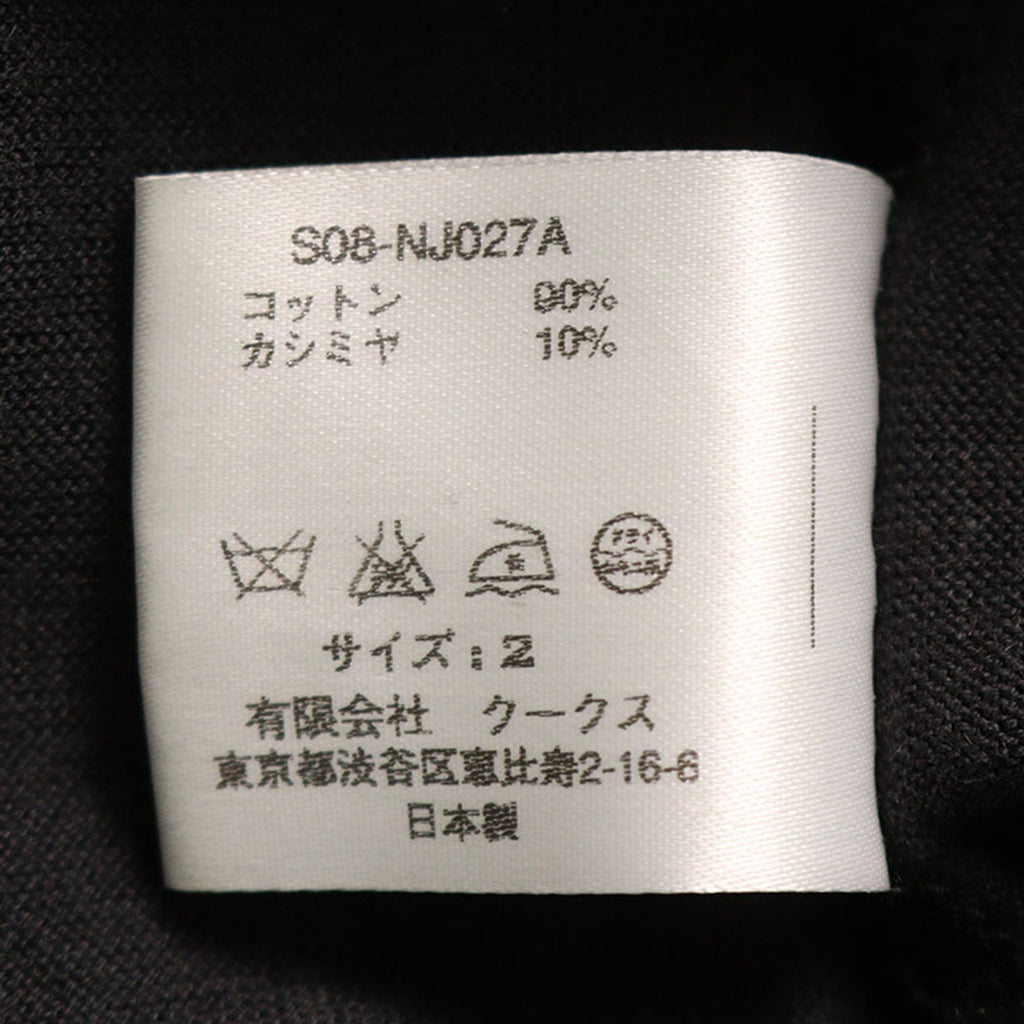 S08-NJ027A
コットン 90%
カシミヤ 10%
サイズ:2
有限会社 クークス
東京都渋谷区恵比寿2-16-6
日本製